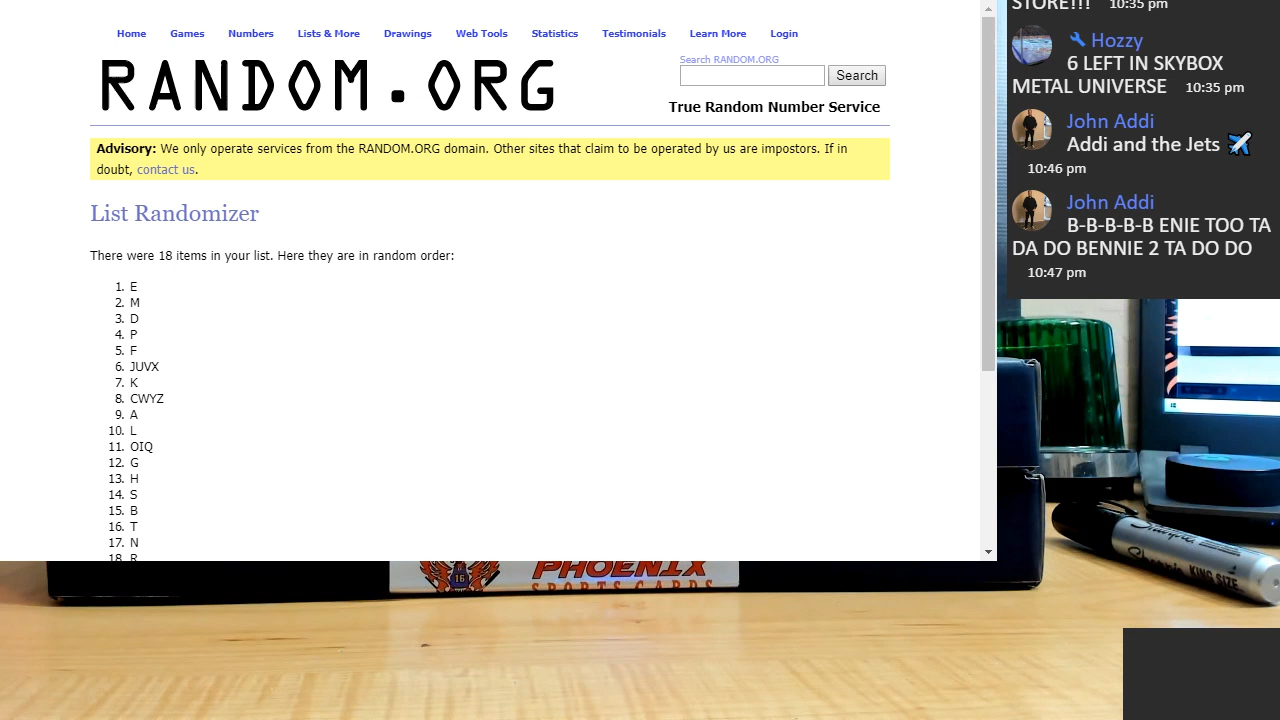 Home Games Numbers Lists & More Drawings Web Tools Statistics Testimonials Learn More Login
RANDOM.ORG
Search RANDOM.ORG
Search
True Random Number Service
Advisory: We only operate services from the RANDOM.ORG domain. Other sites that claim to be operated by us are impostors. If in
doubt, contact us.
List Randomizer
There were 18 items in your list. Here they are in random order:
1. E
2. M
3. D
4. P
5. F
6. JUVX
7. K
8. CWYZ
9. A
10. L
11. OIQ
12. G
13. H
14. S
15. B
16. T
17. N
18. R
STORE!!! 10:35 pm
Hozzy
6 LEFT IN SKYBOX
METAL UNIVERSE 10:35 pm
John Addi
Addi and the Jets ✈️
10:46 pm
John Addi
B-B-B-B-B ENIE TOO TA
DA DO BENNIE 2 TA DO DO
10:47 pm
16
PHOENIX
SPORTS CARDS
Sharpie
KING SIZE